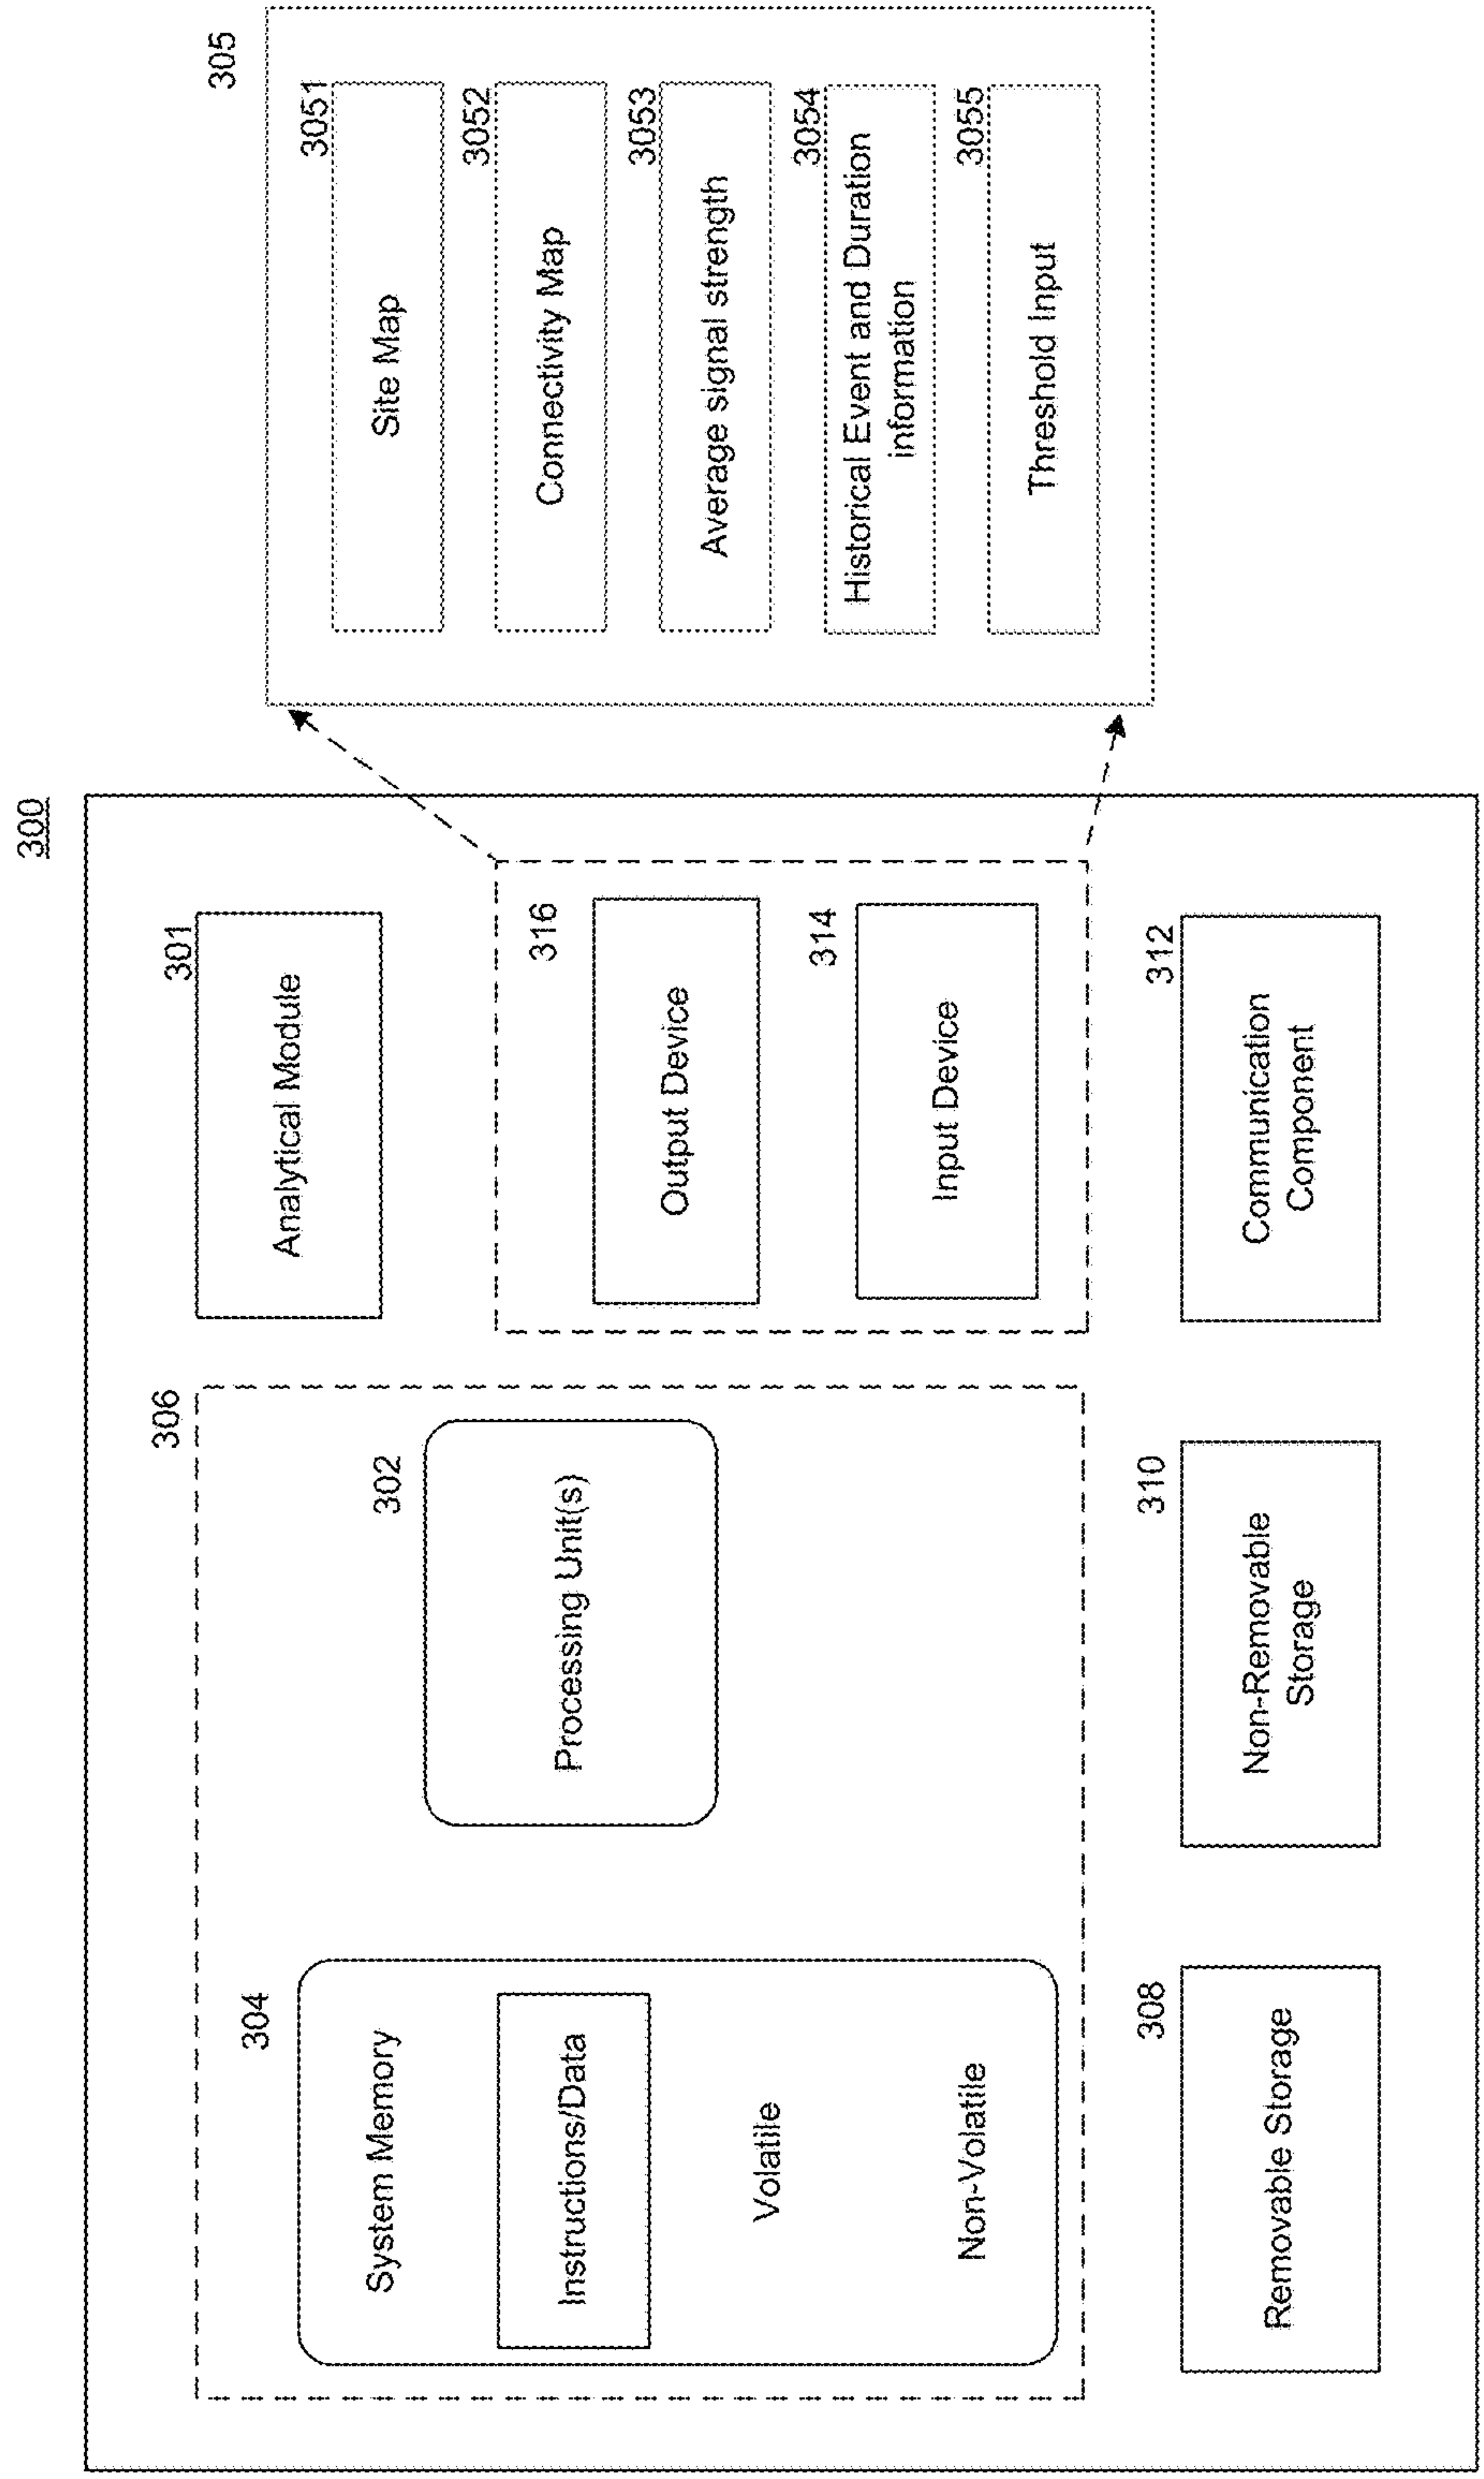 300
306
304
System Memory
Instructions/Data
Volatile
Non-Volatile
302
Processing Unit(s)
301
Analytical Module
316
Output Device
314
Input Device
308
Removable Storage
310
Non-Removable
Storage
312
Communication
Component
305
3051
Site Map
3052
Connectivity Map
3053
Average signal strength
3054
Historical Event and Duration
information
3055
Threshold Input